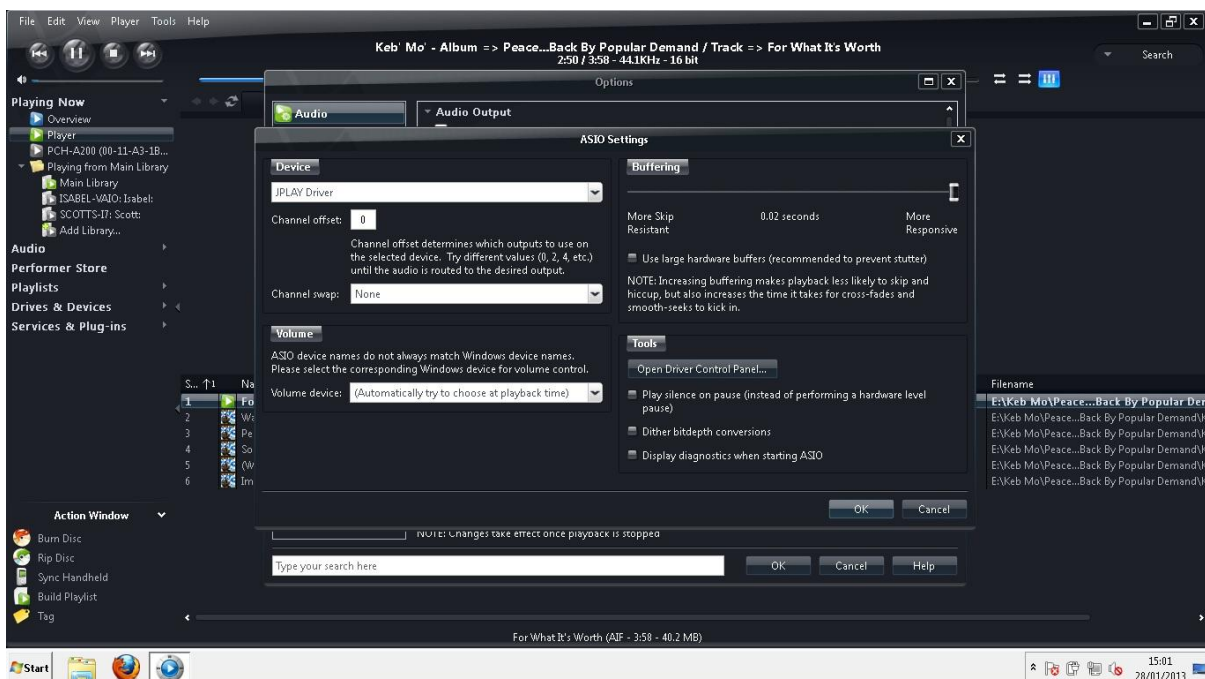 File Edit View Player Tools Help
Keb' Mo' - Album => Peace...Back By Popular Demand / Track => For What It's Worth
2:50 / 3:58 - 44.1KHz - 16 bit
Search
Options
Playing Now
Overview
Player
PCH-A200 (00-11-A3-1B...
Playing from Main Library
Main Library
ISABEL-VAIO: Isabel:
SCOTTS-I7: Scott:
Add Library...
Audio
Performer Store
Playlists
Drives & Devices
Services & Plug-ins
Audio
Audio Output
ASIO Settings
Device
JPLAY Driver
Channel offset: 0
Channel offset determines which outputs to use on
the selected device. Try different values (0, 2, 4, etc.)
until the audio is routed to the desired output.
Channel swap: None
Volume
ASIO device names do not always match Windows device names.
Please select the corresponding Windows device for volume control.
Volume device: (Automatically try to choose at playback time)
Buffering
More Skip Resistant
0.02 seconds
More Responsive
Use large hardware buffers (recommended to prevent stutter)
NOTE: Increasing buffering makes playback less likely to skip and
hiccup, but also increases the time it takes for cross-fades and
smooth-seeks to kick in.
Tools
Open Driver Control Panel...
Play silence on pause (instead of performing a hardware level
pause)
Dither bitdepth conversions
Display diagnostics when starting ASIO
OK Cancel
S... 1 Na
Filename
1 Fo E:\Keb Mo\Peace...Back By Popular Der
2 Wa E:\Keb Mo\Peace...Back By Popular Demand\K
3 Pe E:\Keb Mo\Peace...Back By Popular Demand\K
4 So E:\Keb Mo\Peace...Back By Popular Demand\K
5 (W E:\Keb Mo\Peace...Back By Popular Demand\K
6 Im E:\Keb Mo\Peace...Back By Popular Demand\K
NOTE: Changes take effect once playback is stopped
Type your search here
OK Cancel Help
Action Window
Burn Disc
Rip Disc
Sync Handheld
Build Playlist
Tag
For What It's Worth (AIF - 3:58 - 40.2 MB)
Start
15:01
28/01/2013